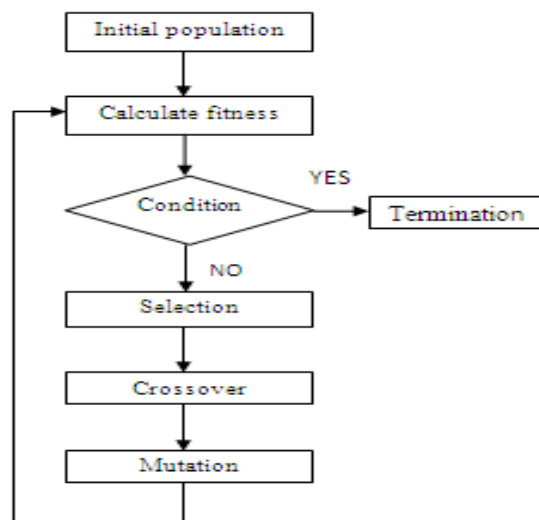 Initial population
Calculate fitness
YES
Condition
Termination
NO
Selection
Crossover
Mutation